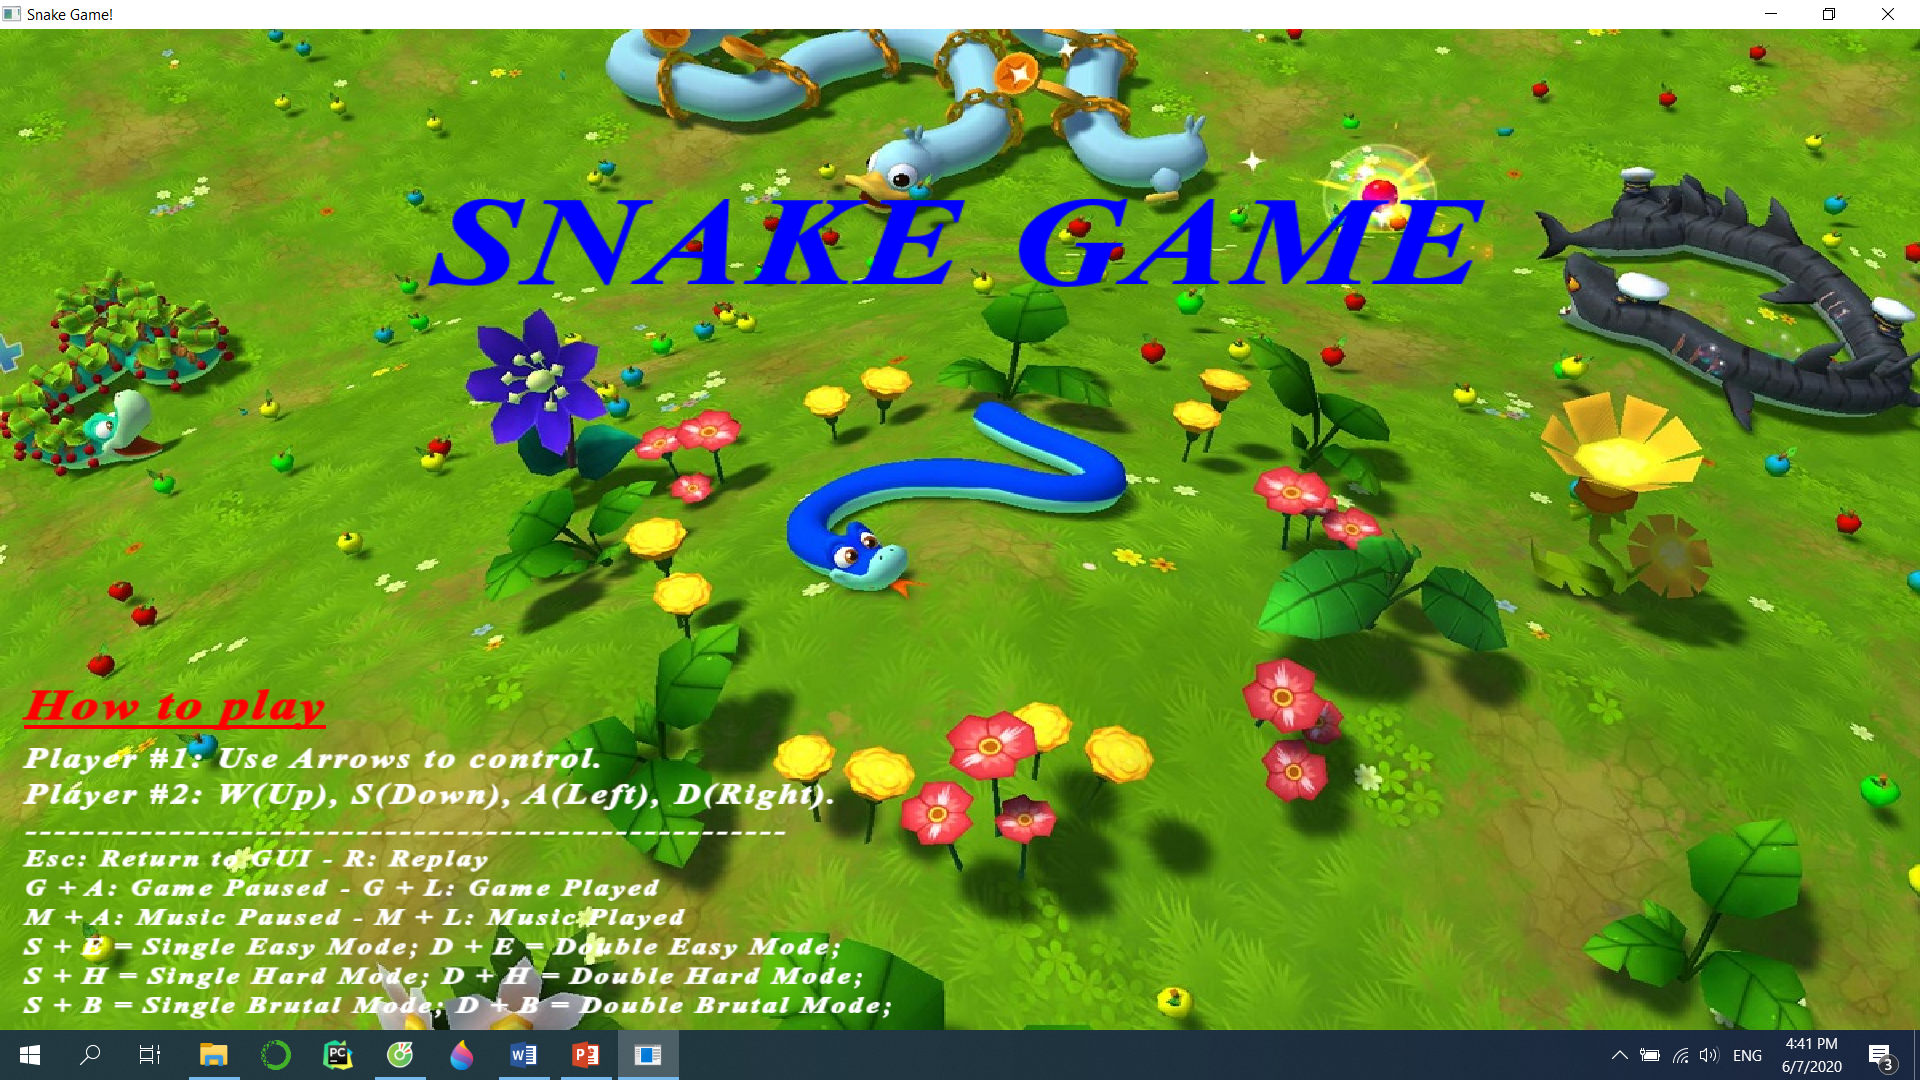 Snake Game!
SNAKE GAME
How to play
Player #1: Use Arrows to control.
Player #2: W(Up), S(Down), A(Left), D(Right).
-----------------------------------------------------
Esc: Return to GUI - R: Replay
G + A: Game Paused - G + L: Game Played
M + A: Music Paused - M + L: Music Played
S + E = Single Easy Mode; D + E = Double Easy Mode;
S + H = Single Hard Mode; D + H = Double Hard Mode;
S + B = Single Brutal Mode; D + B = Double Brutal Mode;
PC
W
P
ENG
4:41 PM
6/7/2020
3